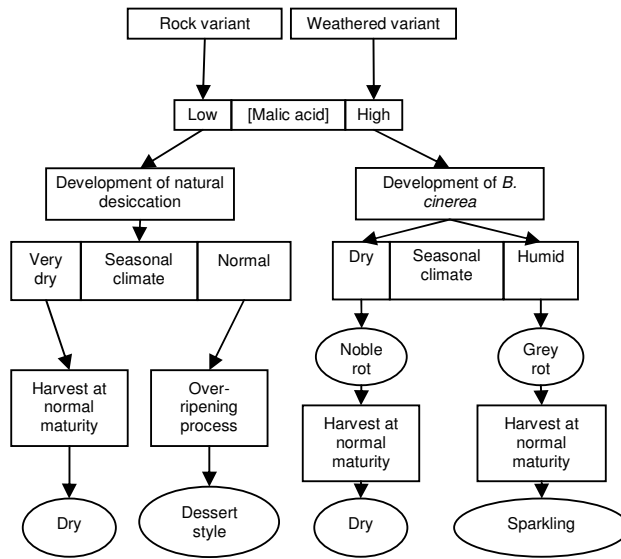 Rock variant
Weathered variant
Low
[Malic acid]
High
Development of natural
desiccation
Development of B.
cinerea
Very
dry
Seasonal
climate
Normal
Dry
Seasonal
climate
Humid
Noble
rot
Grey
rot
Harvest at
normal
maturity
Over-
ripening
process
Harvest at
normal
maturity
Harvest at
normal
maturity
Dry
Dessert
style
Dry
Sparkling